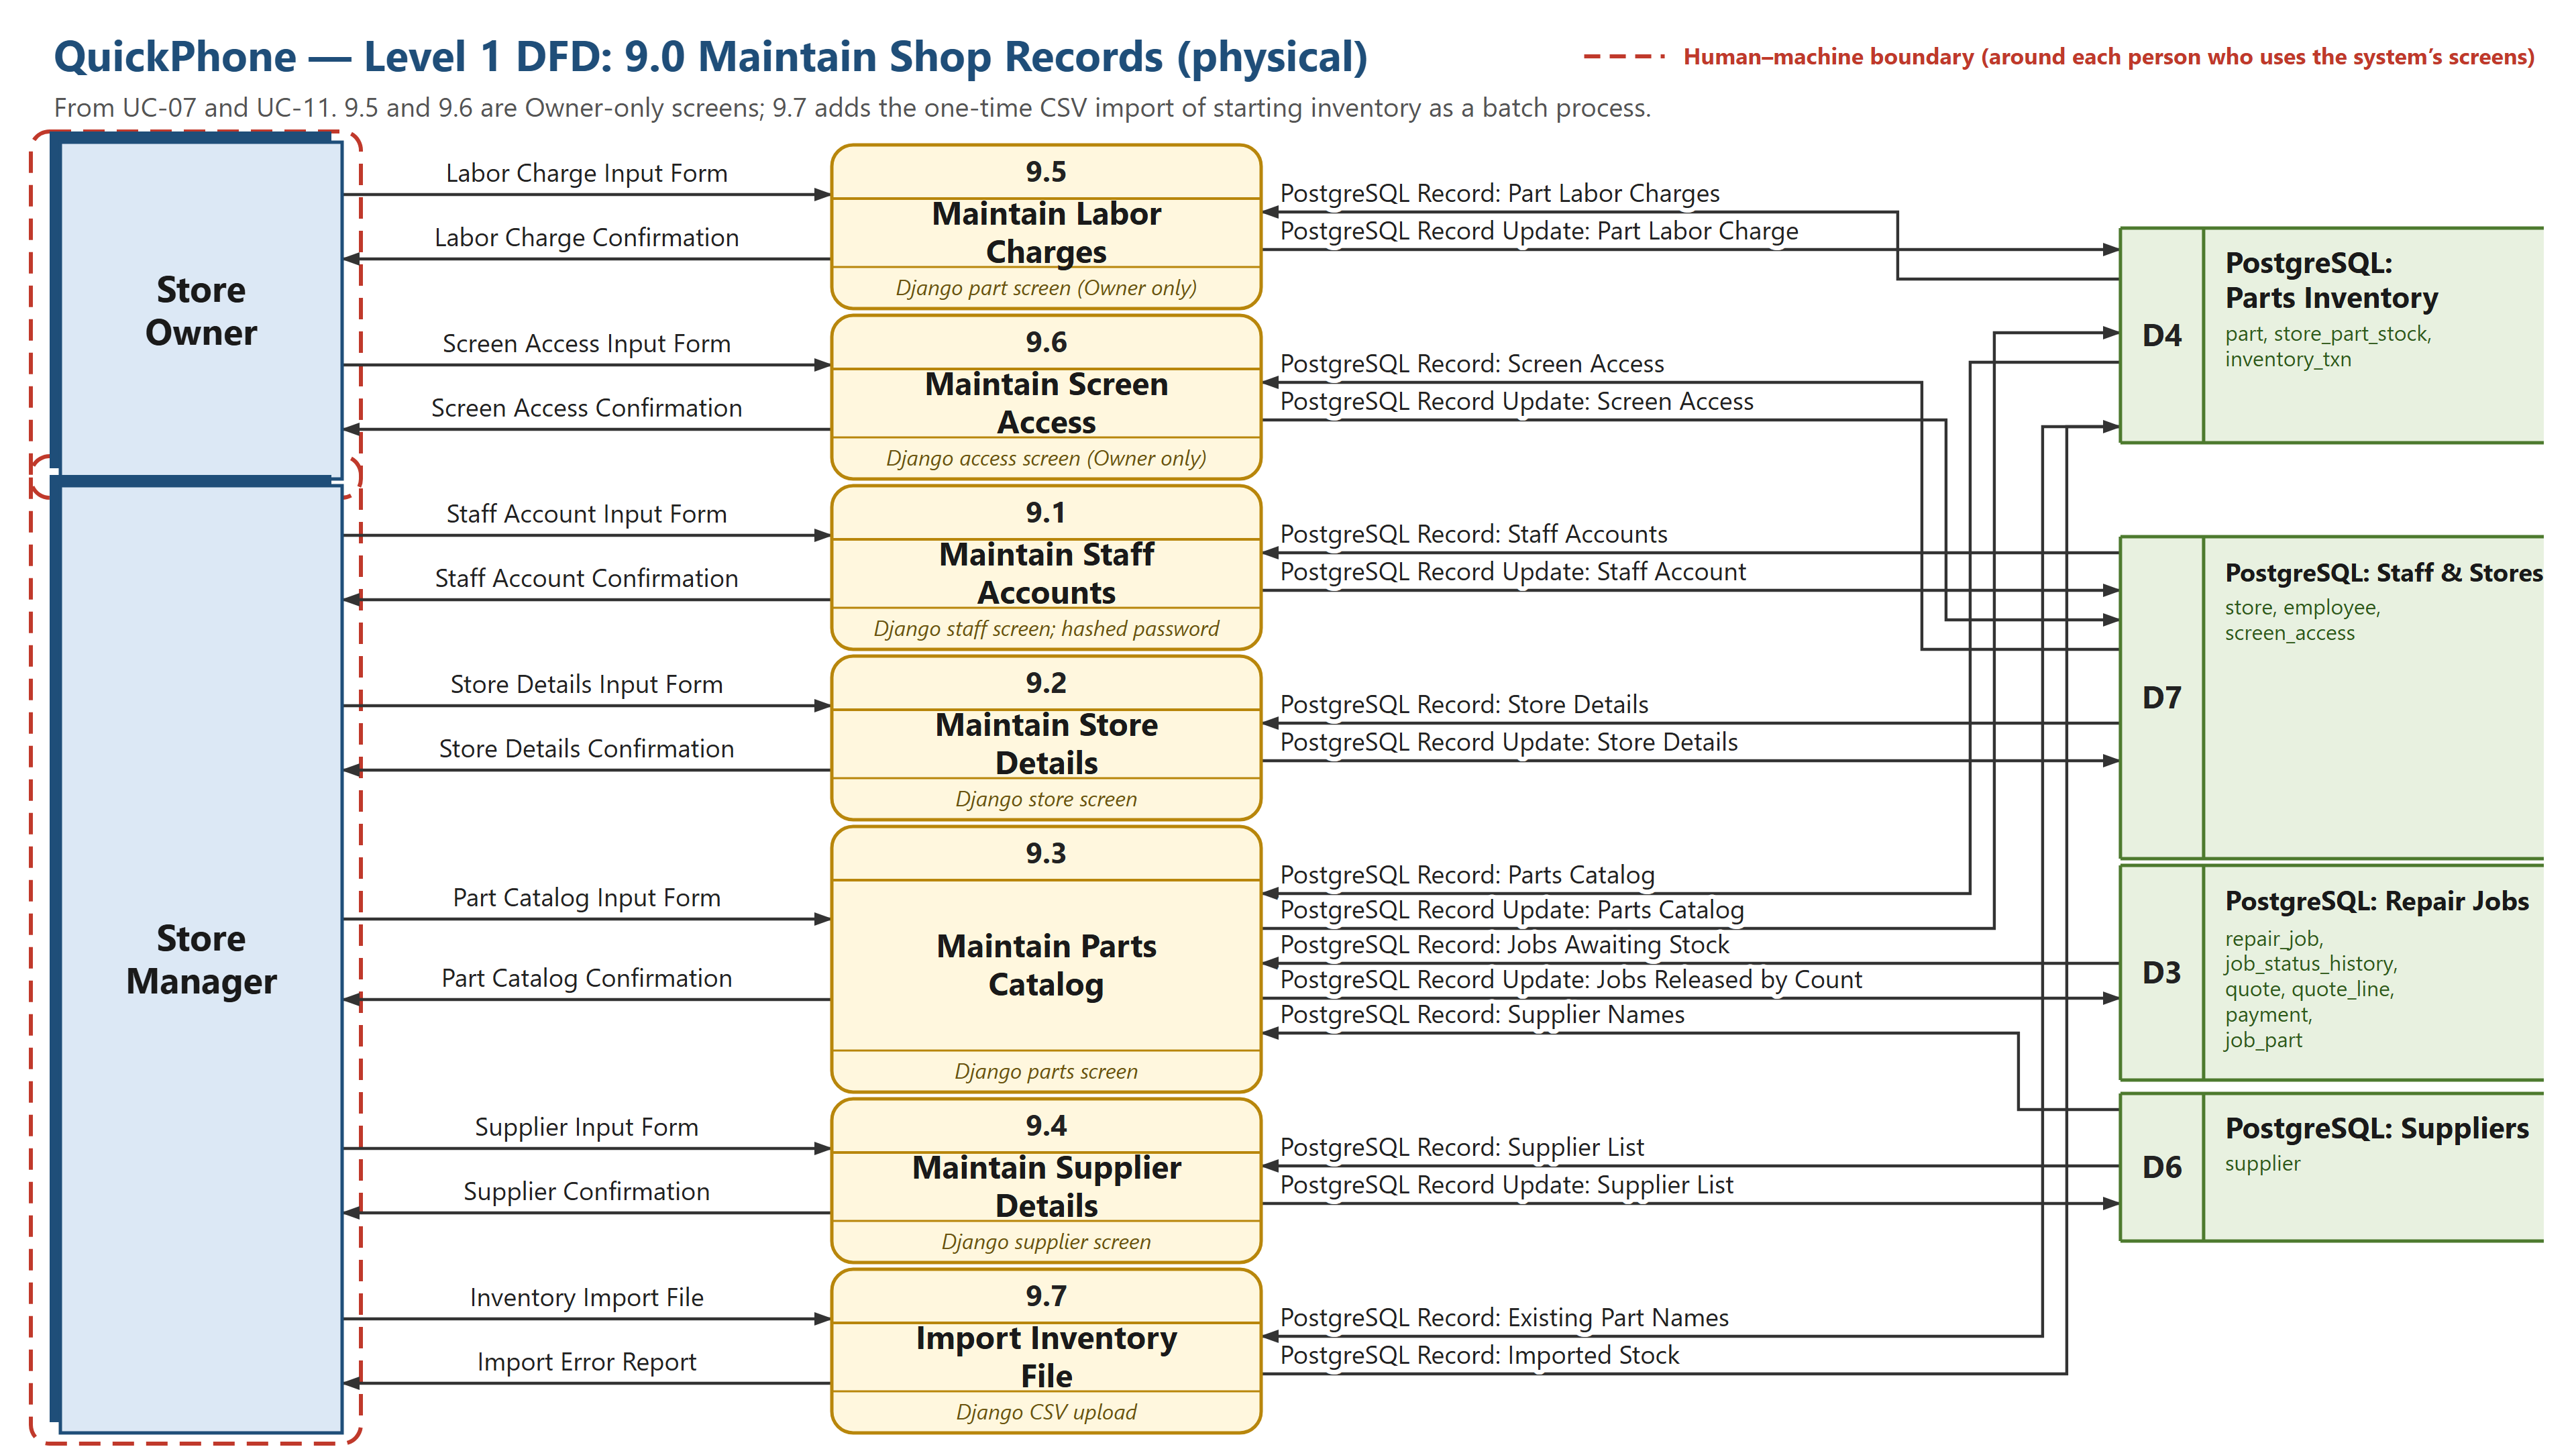 QuickPhone — Level 1 DFD: 9.0 Maintain Shop Records (physical)
Human–machine boundary (around each person who uses the system’s screens)
From UC-07 and UC-11. 9.5 and 9.6 are Owner-only screens; 9.7 adds the one-time CSV import of starting inventory as a batch process.
Store
Owner
Labor Charge Input Form
Labor Charge Confirmation
Screen Access Input Form
Screen Access Confirmation
9.5
Maintain Labor
Charges
Django part screen (Owner only)
9.6
Maintain Screen
Access
Django access screen (Owner only)
PostgreSQL Record: Part Labor Charges
PostgreSQL Record Update: Part Labor Charge
PostgreSQL Record: Screen Access
PostgreSQL Record Update: Screen Access
D4
PostgreSQL:
Parts Inventory
part, store_part_stock,
inventory_txn
Store
Manager
Staff Account Input Form
Staff Account Confirmation
Store Details Input Form
Store Details Confirmation
Part Catalog Input Form
Part Catalog Confirmation
Supplier Input Form
Supplier Confirmation
Inventory Import File
Import Error Report
9.1
Maintain Staff
Accounts
Django staff screen; hashed password
9.2
Maintain Store
Details
Django store screen
9.3
Maintain Parts
Catalog
Django parts screen
9.4
Maintain Supplier
Details
Django supplier screen
9.7
Import Inventory
File
Django CSV upload
PostgreSQL Record: Staff Accounts
PostgreSQL Record Update: Staff Account
PostgreSQL Record: Store Details
PostgreSQL Record Update: Store Details
PostgreSQL Record: Parts Catalog
PostgreSQL Record Update: Parts Catalog
PostgreSQL Record: Jobs Awaiting Stock
PostgreSQL Record Update: Jobs Released by Count
PostgreSQL Record: Supplier Names
PostgreSQL Record: Supplier List
PostgreSQL Record Update: Supplier List
PostgreSQL Record: Existing Part Names
PostgreSQL Record: Imported Stock
D7
PostgreSQL: Staff & Stores
store, employee,
screen_access
D3
PostgreSQL: Repair Jobs
repair_job,
job_status_history,
quote, quote_line,
payment,
job_part
D6
PostgreSQL: Suppliers
supplier